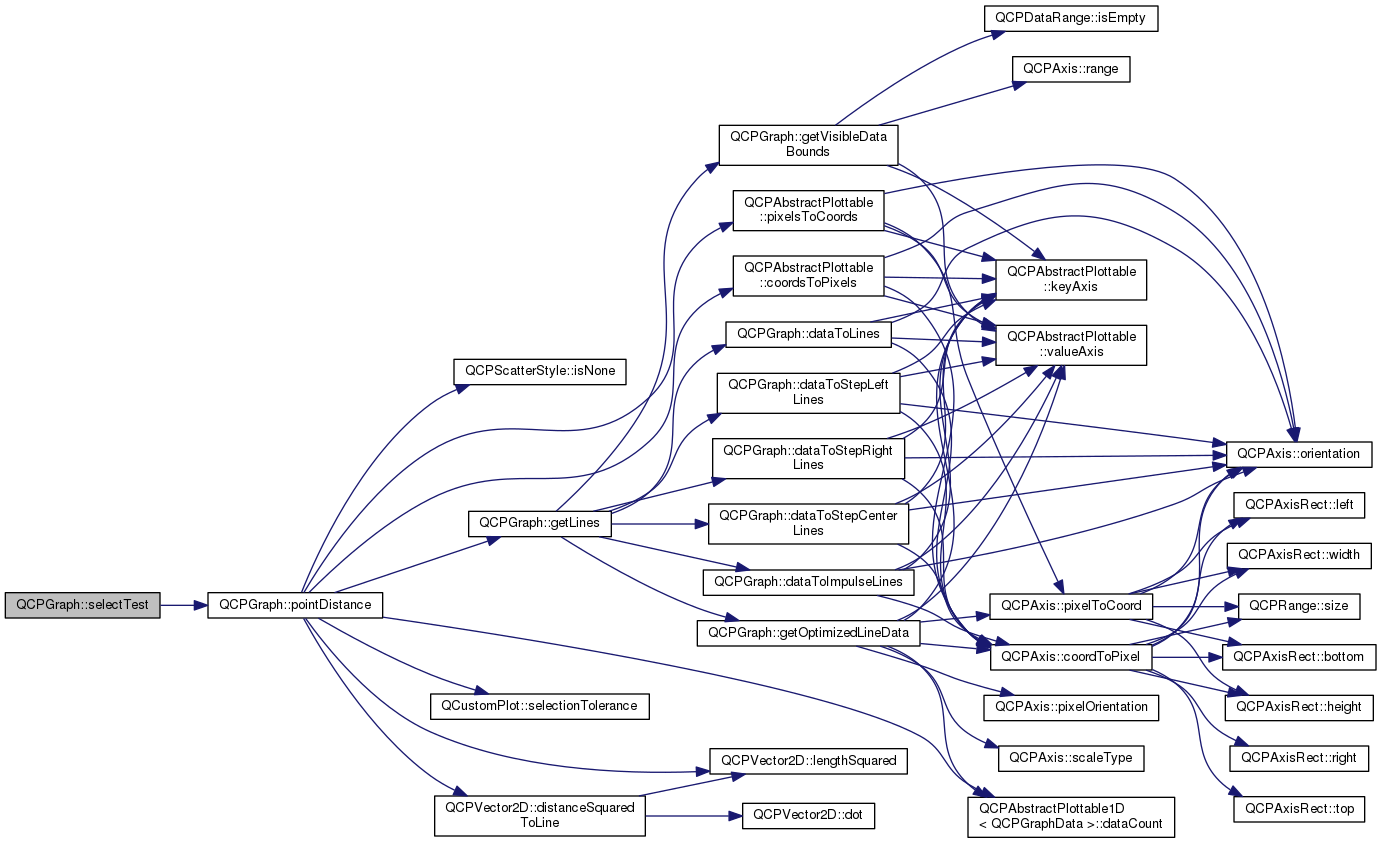 QCPGraph::selectTest
QCPGraph::pointDistance
QCPScatterStyle::isNone
QCPGraph::getLines
QCustomPlot::selectionTolerance
QCPVector2D::distanceSquared
ToLine
QCPGraph::getVisibleData
Bounds
QCPAbstractPlottable
::pixelsToCoords
QCPAbstractPlottable
::coordsToPixels
QCPGraph::dataToLines
QCPGraph::dataToStepLeft
Lines
QCPGraph::dataToStepRight
Lines
QCPGraph::dataToStepCenter
Lines
QCPGraph::dataToImpulseLines
QCPGraph::getOptimizedLineData
QCPVector2D::lengthSquared
QCPVector2D::dot
QCPDataRange::isEmpty
QCPAxis::range
QCPAbstractPlottable
::keyAxis
QCPAbstractPlottable
::valueAxis
QCPAxis::pixelToCoord
QCPAxis::coordToPixel
QCPAxis::pixelOrientation
QCPAxis::scaleType
QCPAbstractPlottable1D
< QCPGraphData >::dataCount
QCPAxis::orientation
QCPAxisRect::left
QCPAxisRect::width
QCPRange::size
QCPAxisRect::bottom
QCPAxisRect::height
QCPAxisRect::right
QCPAxisRect::top